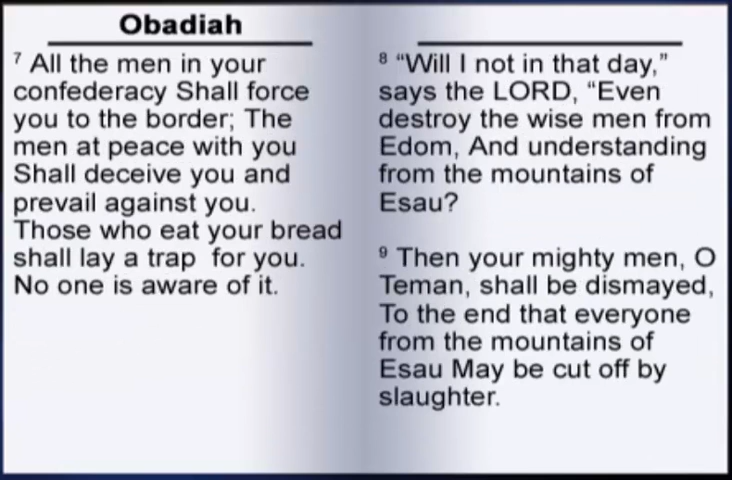 Obadiah
⁷ All the men in your
confederacy Shall force
you to the border; The
men at peace with you
Shall deceive you and
prevail against you.
Those who eat your bread
shall lay a trap for you.
No one is aware of it.
⁸ “Will I not in that day,”
says the LORD, “Even
destroy the wise men from
Edom, And understanding
from the mountains of
Esau?
⁹ Then your mighty men, O
Teman, shall be dismayed,
To the end that everyone
from the mountains of
Esau May be cut off by
slaughter.